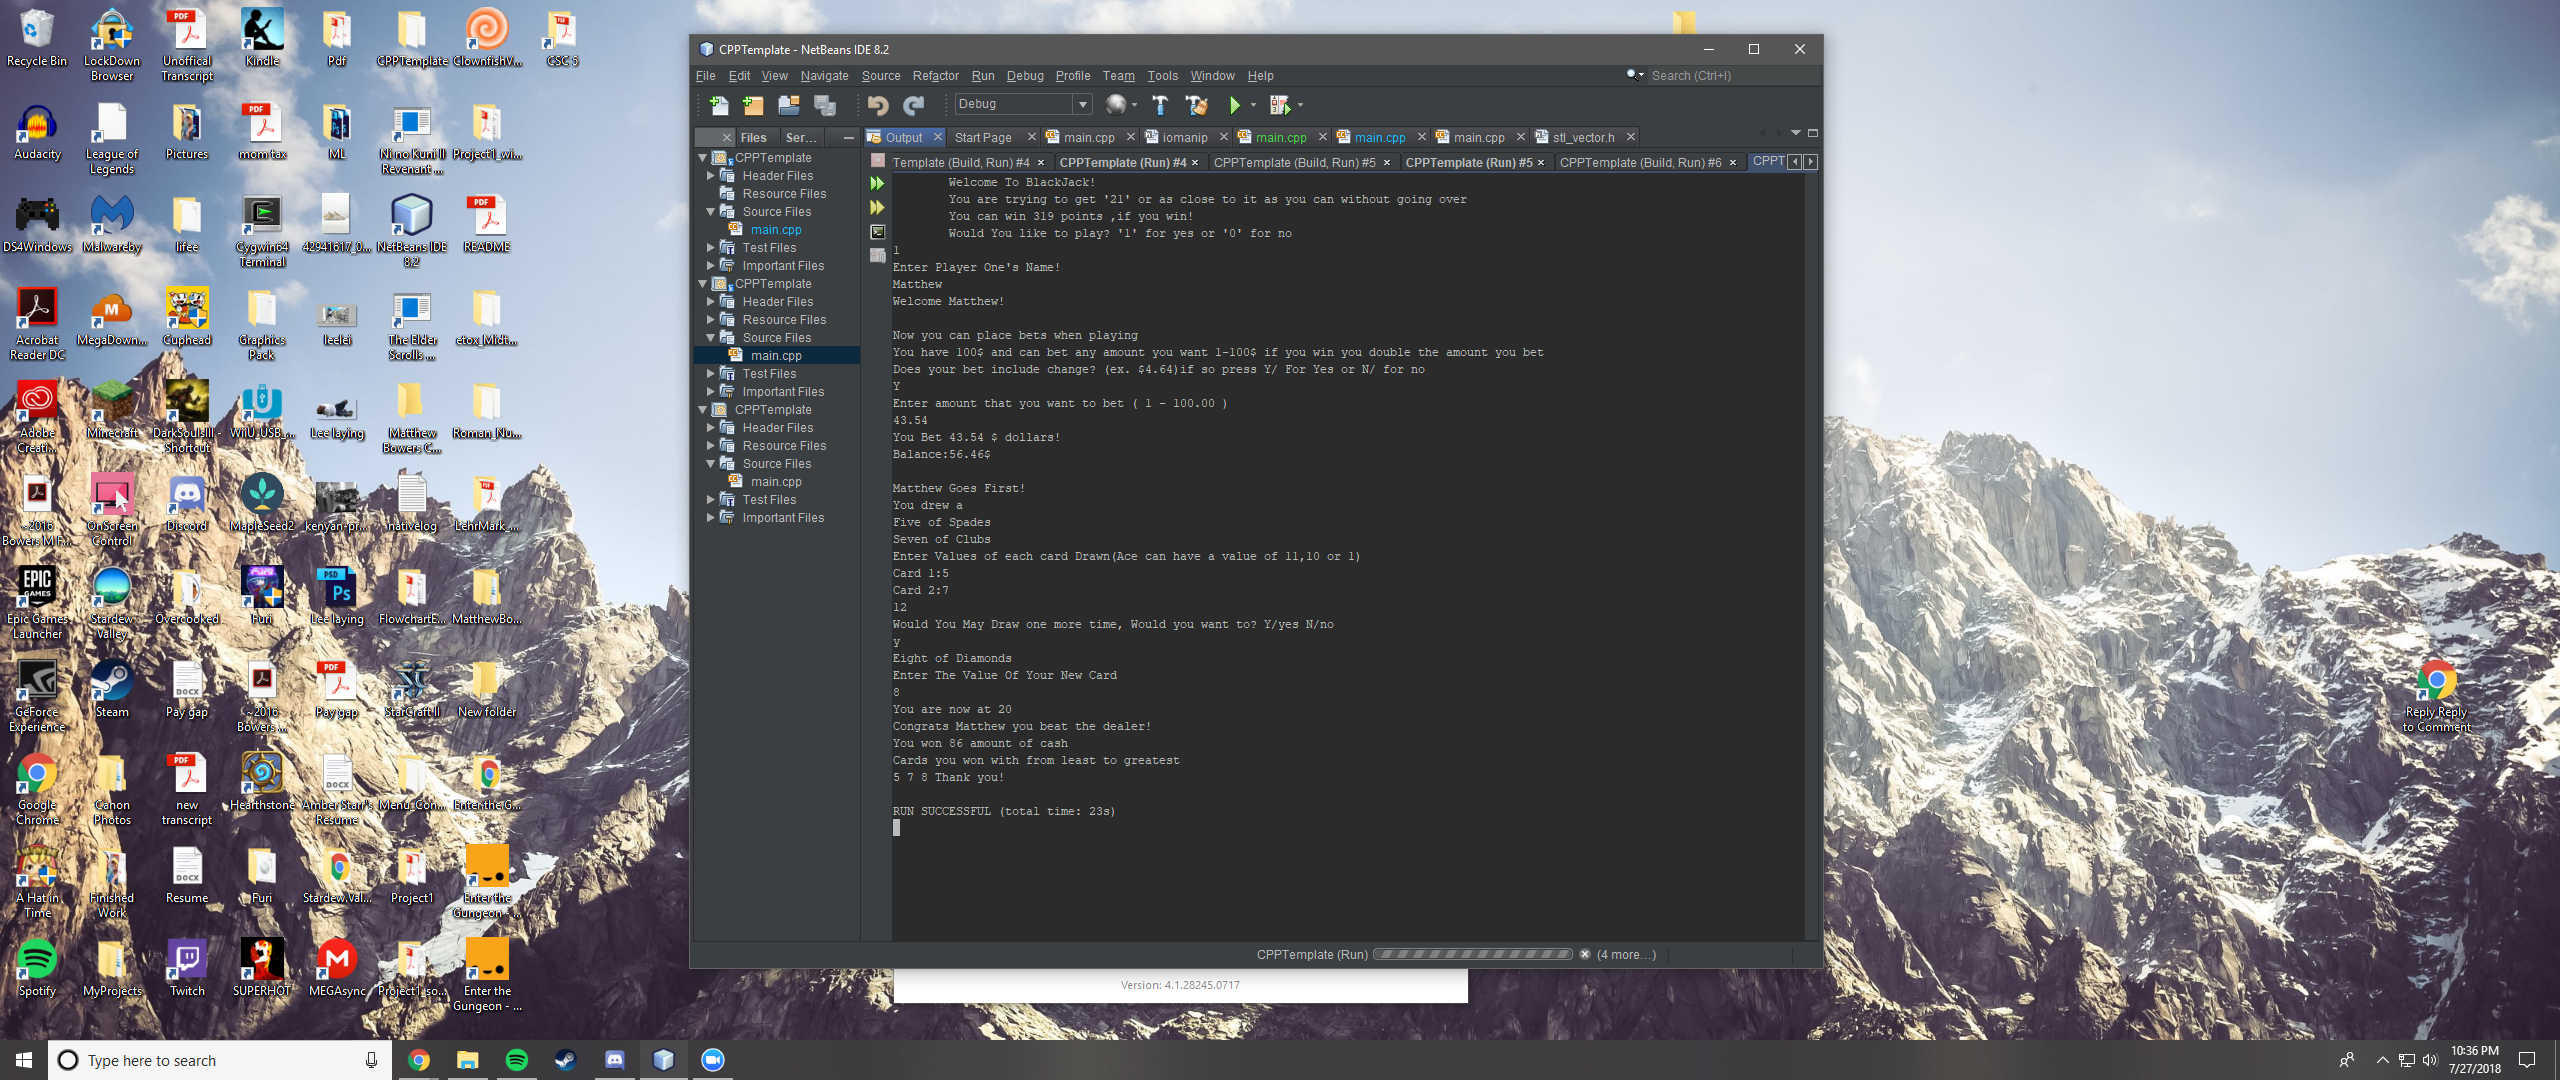 Recycle Bin
LockDown Browser
Unoffical Transcript
Kindle
Pdf
CPPTemplate
ClownfishV...
CSC 5
Audacity
League of Legends
Pictures
mom tax
ML
Ni no Kuni II Revenant ...
Project1_wi...
DS4Windows
Malwareby
lifee
Cygwin64 Terminal
42941617_0...
NetBeans IDE 8.2
README
Acrobat Reader DC
MegaDown...
Cuphead
Graphics Pack
leelei
The Elder Scrolls ...
etox_Midt...
Adobe Creati...
Minecraft
DarkSoulsIII - Shortcut
WiiU_USB_...
Lee laying
Matthew Bowers C...
Roman_Nu...
~2016 Bowers M F...
OnScreen Control
Discord
MapleSeed2
kenyan-pr...
nativelog
LehrMark_...
Epic Games Launcher
Stardew Valley
Overcooked
Furi
Lee laying
FlowchartE...
MatthewBo...
GeForce Experience
Steam
Pay gap
~2016 Bowers ...
Pay gap
StarCraft II
New folder
Google Chrome
Canon Photos
new transcript
Hearthstone
Amber Starr's Resume
Menu_Con...
Enter.the.G...
A Hat in Time
Finished Work
Resume
Furi
Stardew.Val...
Project1
Enter the Gungeon - ...
Spotify
MyProjects
Twitch
SUPERHOT
MEGAsync
Project1_so...
Enter the Gungeon - ...
CPPTemplate - NetBeans IDE 8.2
File Edit View Navigate Source Refactor Run Debug Profile Team Tools Window Help
Search (Ctrl+I)
Debug
Files Ser...
Output Start Page main.cpp iomanip main.cpp main.cpp main.cpp stl_vector.h
Template (Build, Run) #4 CPPTemplate (Run) #4 CPPTemplate (Build, Run) #5 CPPTemplate (Run) #5 CPPTemplate (Build, Run) #6 CPPT
CPPTemplate
Header Files
Resource Files
Source Files
main.cpp
Test Files
Important Files
CPPTemplate
Header Files
Resource Files
Source Files
main.cpp
Test Files
Important Files
CPPTemplate
Header Files
Resource Files
Source Files
main.cpp
Test Files
Important Files
Welcome To BlackJack!
You are trying to get '21' or as close to it as you can without going over
You can win 319 points ,if you win!
Would You like to play? '1' for yes or '0' for no
1
Enter Player One's Name!
Matthew
Welcome Matthew!
Now you can place bets when playing
You have 100$ and can bet any amount you want 1-100$ if you win you double the amount you bet
Does your bet include change? (ex. $4.64)if so press Y/ For Yes or N/ for no
Y
Enter amount that you want to bet ( 1 - 100.00 )
43.54
You Bet 43.54 $ dollars!
Balance:56.46$
Matthew Goes First!
You drew a
Five of Spades
Seven of Clubs
Enter Values of each card Drawn(Ace can have a value of 11,10 or 1)
Card 1:5
Card 2:7
12
Would You May Draw one more time, Would you want to? Y/yes N/no
y
Eight of Diamonds
Enter The Value Of Your New Card
8
You are now at 20
Congrats Matthew you beat the dealer!
You won 86 amount of cash
Cards you won with from least to greatest
5 7 8 Thank you!
RUN SUCCESSFUL (total time: 23s)
CPPTemplate (Run)
(4 more...)
Version: 4.1.28245.0717
Reply Reply to Comment
Type here to search
10:36 PM
7/27/2018